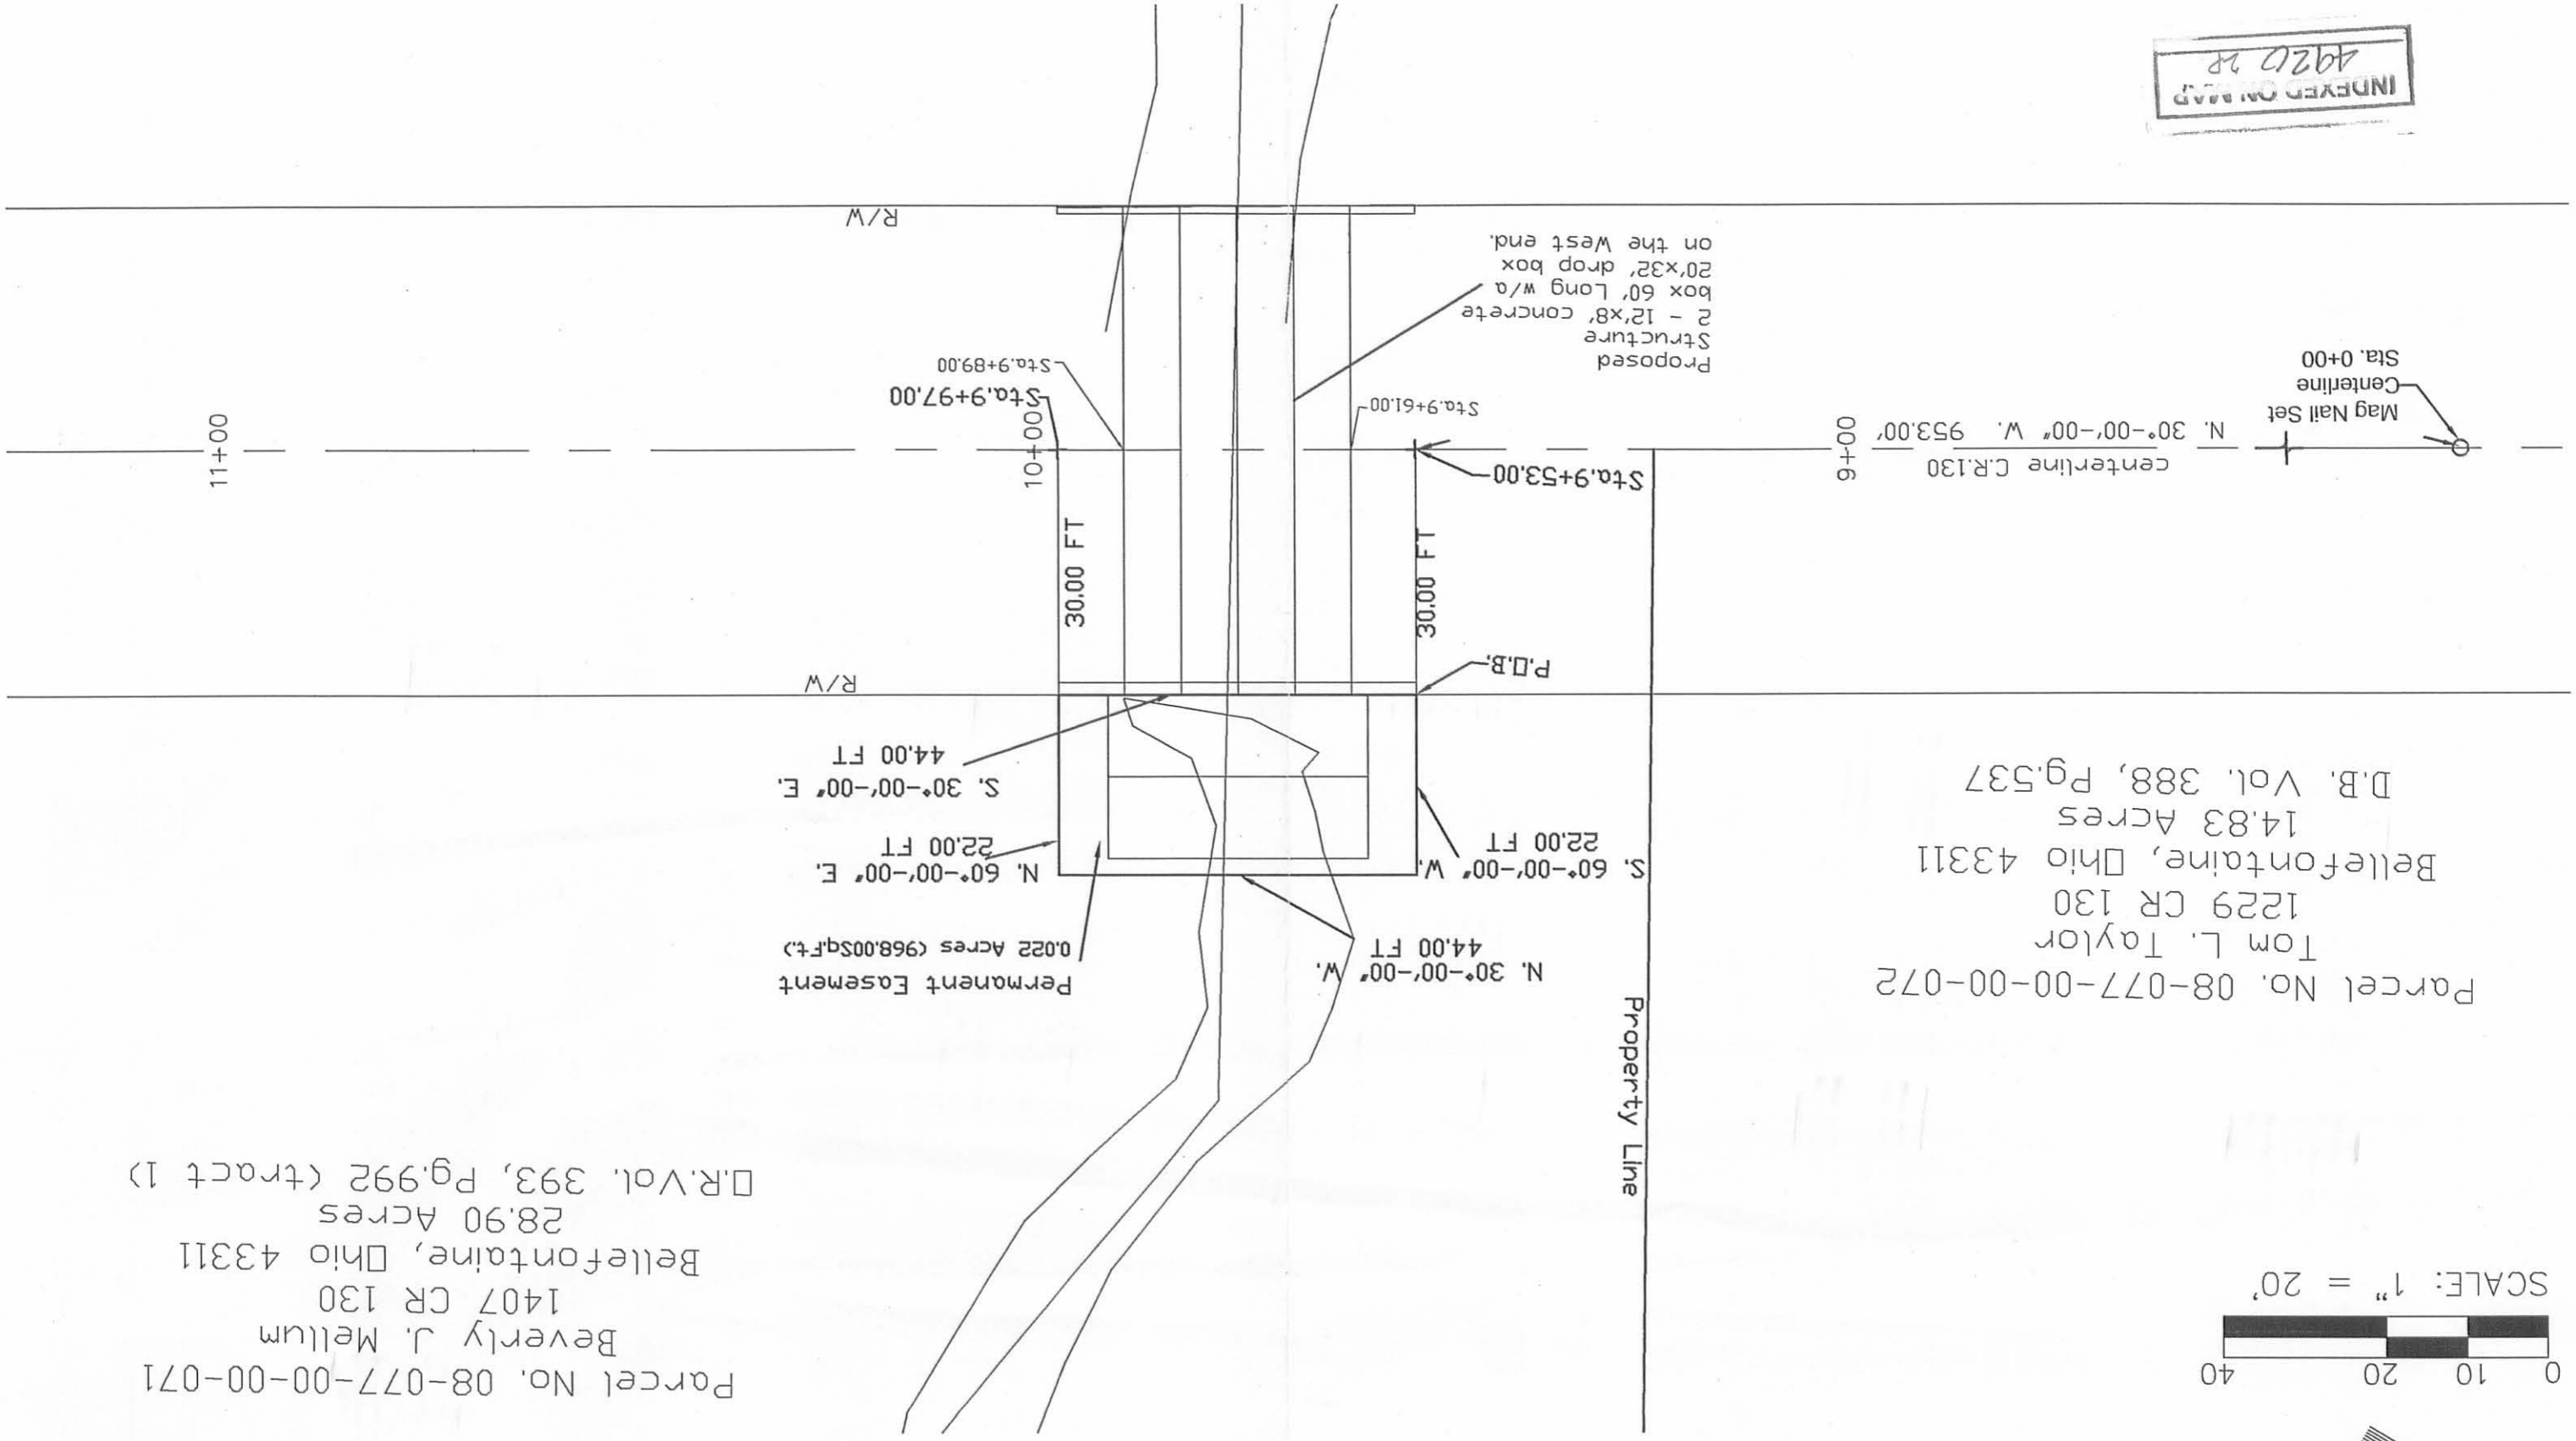 0 10 20 40
SCALE: 1" = 20'
Parcel No. 08-077-00-00-071
Beverly J. Mellum
1407 CR 130
Bellefontaine, Ohio 43311
28.90 Acres
O.R.Vol. 393, Pg.992 (tract 1)
Property Line
Parcel No. 08-077-00-00-072
Tom L. Taylor
1229 CR 130
Bellefontaine, Ohio 43311
14.83 Acres
D.B. Vol. 388, Pg.537
N. 30°-00'-00" W.
44.00 FT
Permanent Easement
0.022 Acres (968.00Sq.Ft.)
S. 60°-00'-00" W.
22.00 FT
N. 60°-00'-00" E.
22.00 FT
S. 30°-00'-00" E.
44.00 FT
P.O.B.
R/W
30.00 FT
30.00 FT
Sta.9+53.00
centerline C.R.130
N. 30°-00'-00" W. 953.00'
9+00
10+00
11+00
Mag Nail Set
Centerline
Sta. 0+00
Sta.9+61.00
Sta.9+97.00
Sta.9+89.00
Proposed
Structure
2 - 12'x8' concrete
box 60' Long w/a
20'x32' drop box
on the West end.
R/W
INDEXED ON MAP